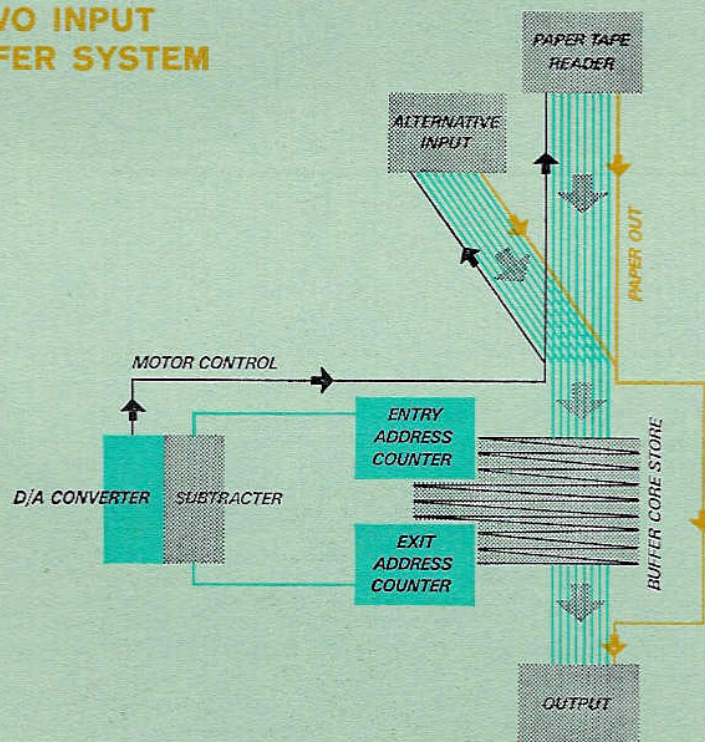 WO INPUT
FER SYSTEM
PAPER TAPE
READER
ALTERNATIVE
INPUT
PAPER OUT
MOTOR CONTROL
ENTRY
ADDRESS
COUNTER
D/A CONVERTER
SUBTRACTER
EXIT
ADDRESS
COUNTER
BUFFER CORE STORE
OUTPUT